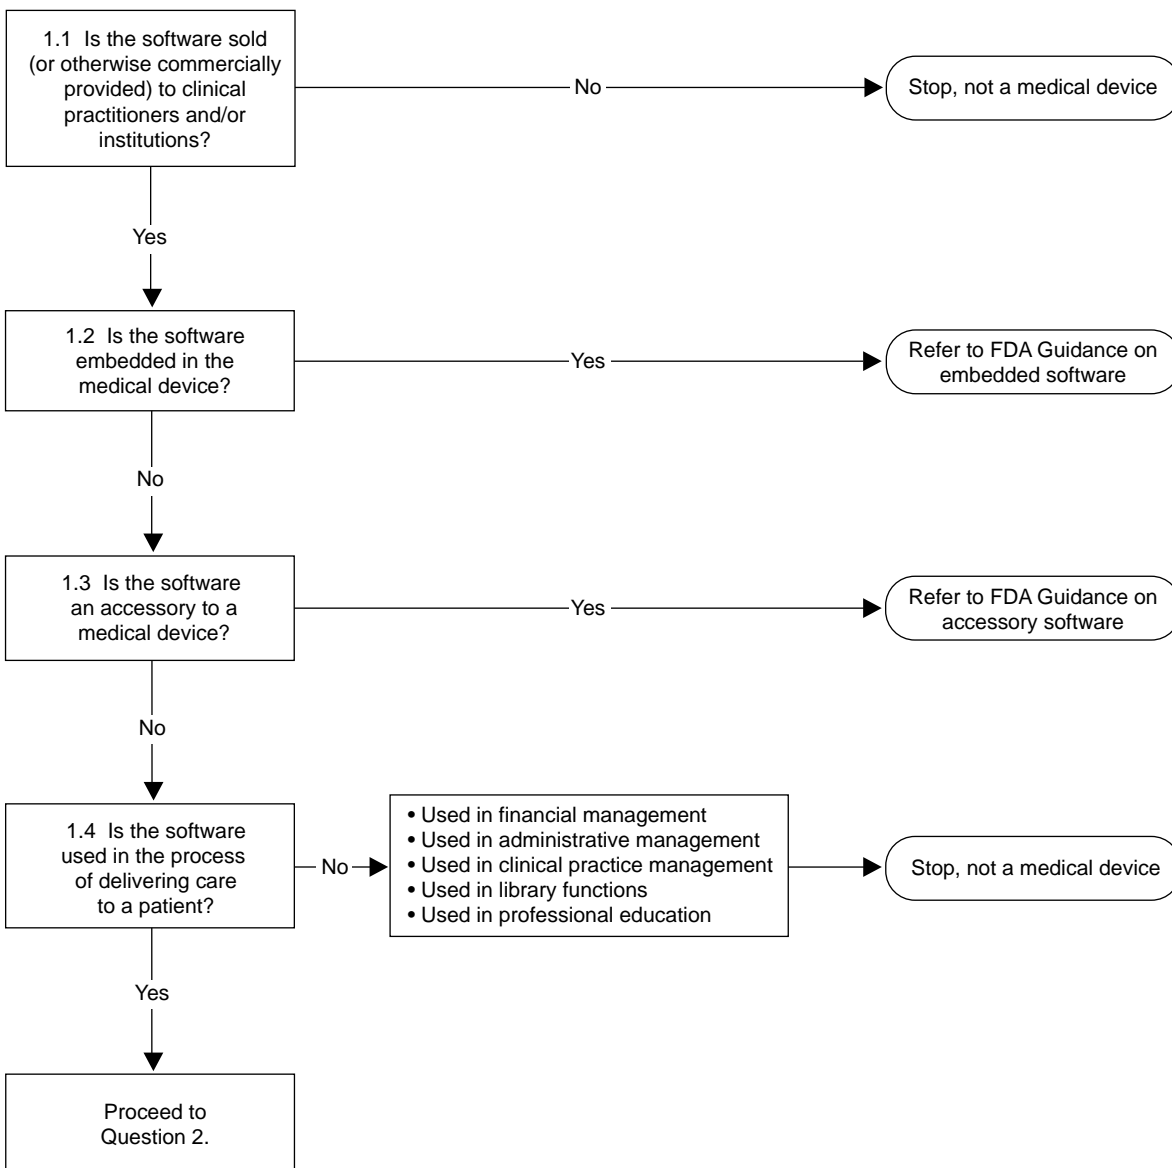 1.1 Is the software sold
(or otherwise commercially
provided) to clinical
practitioners and/or
institutions?
No
Stop, not a medical device
Yes
1.2 Is the software
embedded in the
medical device?
Yes
Refer to FDA Guidance on
embedded software
No
1.3 Is the software
an accessory to a
medical device?
Yes
Refer to FDA Guidance on
accessory software
No
1.4 Is the software
used in the process
of delivering care
to a patient?
No
• Used in financial management
• Used in administrative management
• Used in clinical practice management
• Used in library functions
• Used in professional education
Stop, not a medical device
Yes
Proceed to
Question 2.